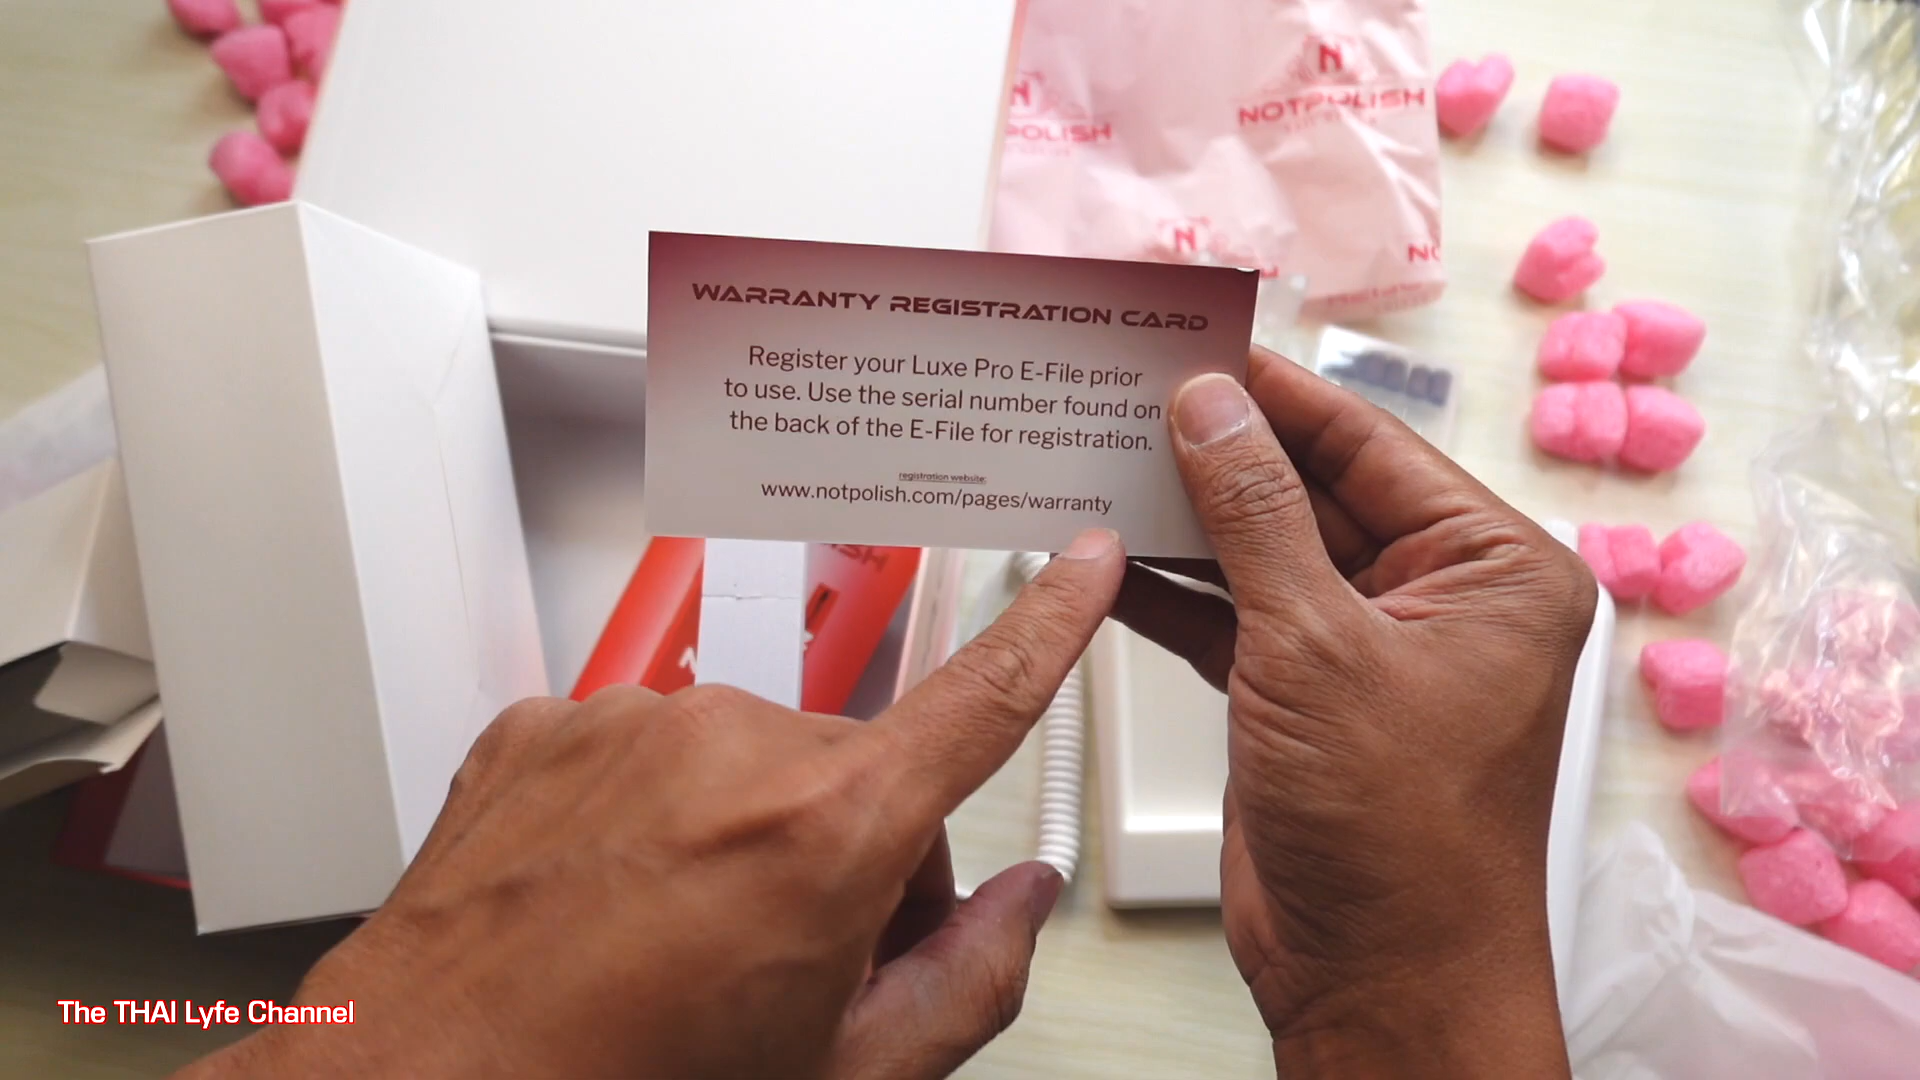 N
NOTPOLISH
N
POLISH
N
WARRANTY REGISTRATION CARD
Register your Luxe Pro E-File prior
to use. Use the serial number found on
the back of the E-File for registration.
registration website:
www.notpolish.com/pages/warranty
The THAI Lyfe Channel